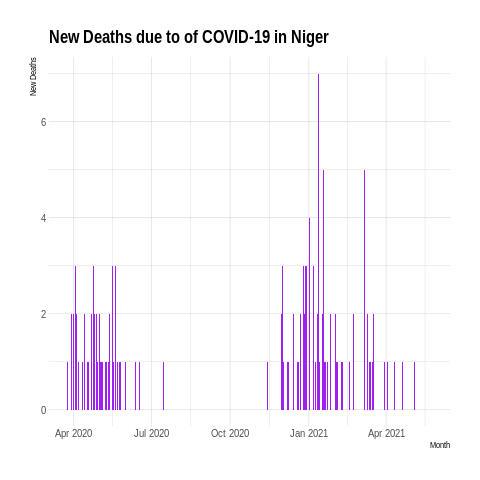 New Deaths due to of COVID-19 in Niger
New Deaths
6
4
2
0
Apr 2020 Jul 2020 Oct 2020 Jan 2021 Apr 2021
Month